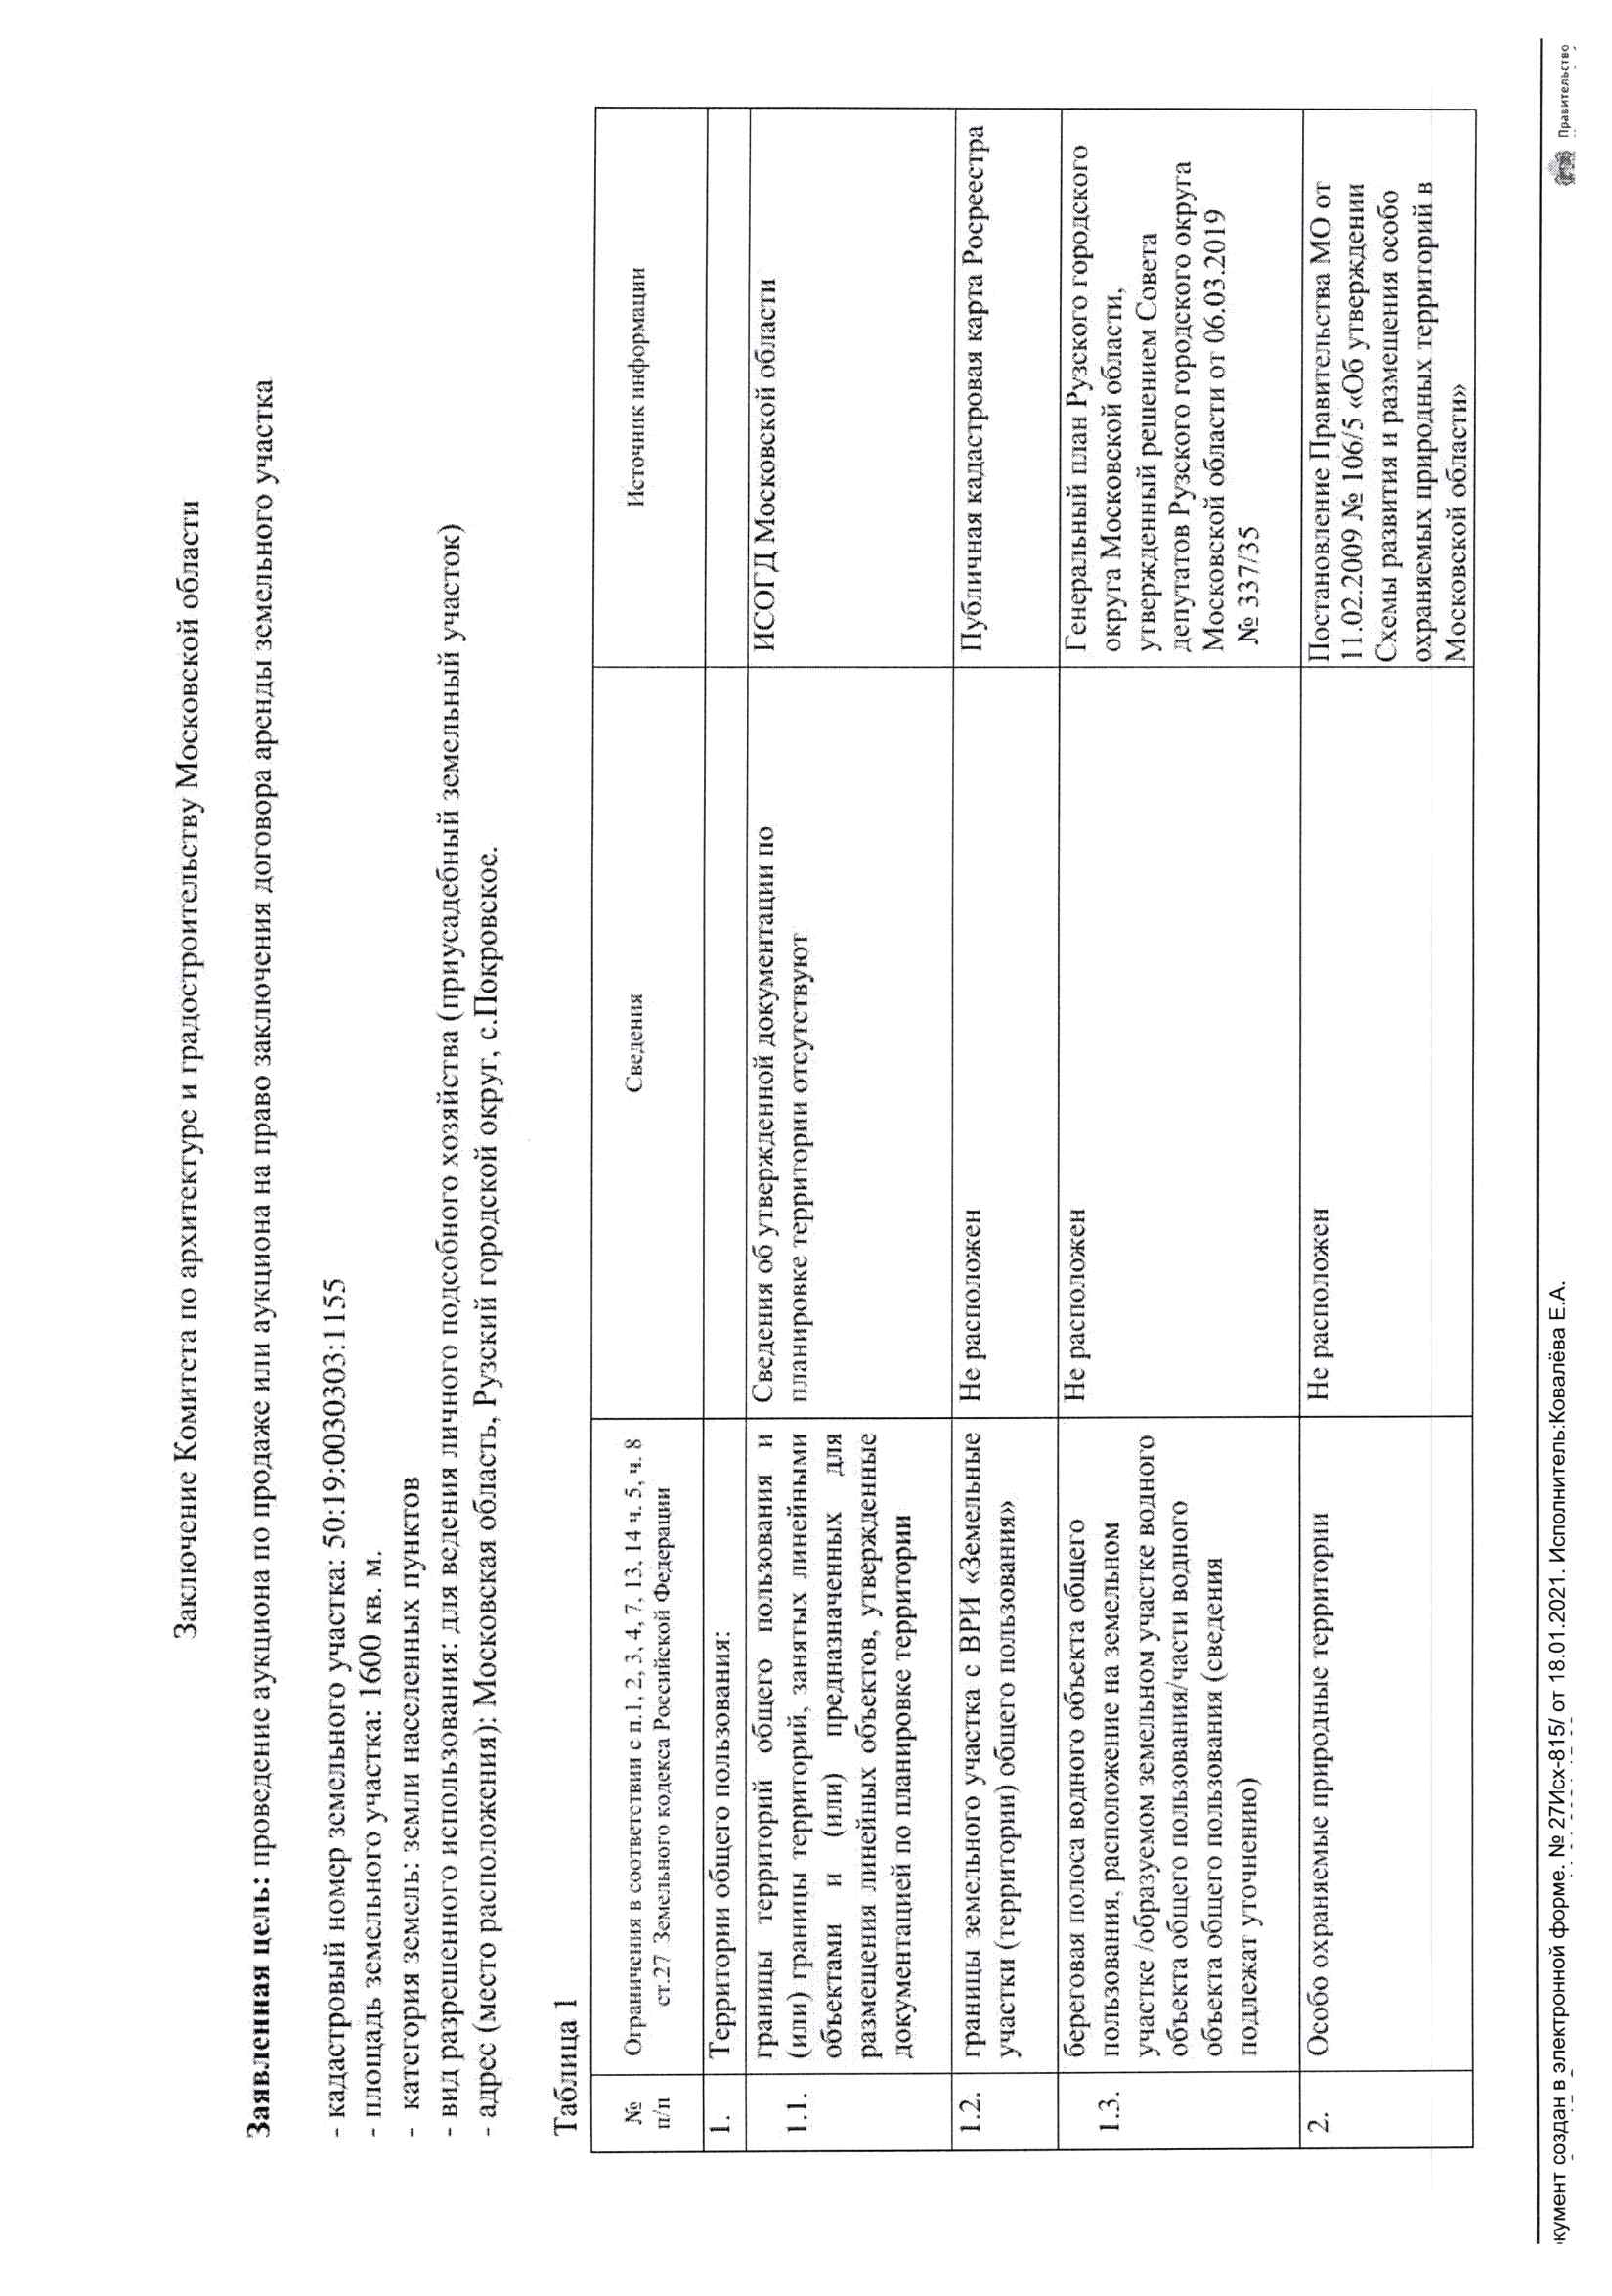 Заключение Комитета по архитектуре и градостроительству Московской области
Заявленная цель: проведение аукциона по продаже или аукциона на право заключения договора аренды земельного участка
- кадастровый номер земельного участка: 50:19:0030303:1155
- площадь земельного участка: 1600 кв. м.
- категория земель: земли населенных пунктов
- вид разрешенного использования: для ведения личного подсобного хозяйства (приусадебный земельный участок)
- адрес (место расположения): Московская область, Рузский городской округ, с.Покровское.
Таблица 1
№
п/п
Ограничения в соответствии с п.1, 2, 3, 4, 7, 13, 14 ч. 5, ч. 8
ст.27 Земельного кодекса Российской Федерации
Сведения
Источник информации
1.
Территории общего пользования:
1.1.
границы территорий общего пользования и
(или) границы территорий, занятых линейными
объектами и (или) предназначенных для
размещения линейных объектов, утвержденные
документацией по планировке территории
Сведения об утвержденной документации по
планировке территории отсутствуют
ИСОГД Московской области
1.2.
границы земельного участка с ВРИ «Земельные
участки (территории) общего пользования»
Не расположен
Публичная кадастровая карта Росреестра
1.3.
береговая полоса водного объекта общего
пользования, расположение на земельном
участке /образуемом земельном участке водного
объекта общего пользования/части водного
объекта общего пользования (сведения
подлежат уточнению)
Не расположен
Генеральный план Рузского городского
округа Московской области,
утвержденный решением Совета
депутатов Рузского городского округа
Московской области от 06.03.2019
№ 337/35
2.
Особо охраняемые природные территории
Не расположен
Постановление Правительства МО от
11.02.2009 № 106/5 «Об утверждении
Схемы развития и размещения особо
охраняемых природных территорий в
Московской области»
кумент создан в электронной форме. № 27Исх-815/ от 18.01.2021. Исполнитель:Ковалёва Е.А.
Правительство